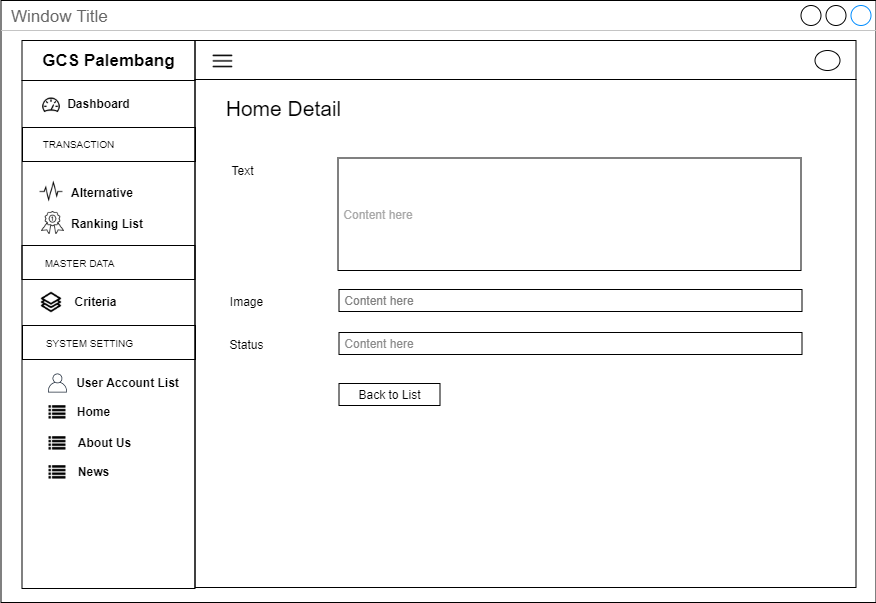 Window Title
GCS Palembang
Dashboard
TRANSACTION
Alternative
1
Ranking List
MASTER DATA
Criteria
SYSTEM SETTING
User Account List
Home
About Us
News
Home Detail
Text
Content here
Image
Content here
Status
Content here
Back to List